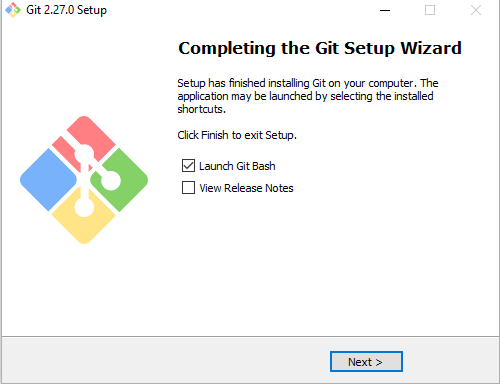 Git 2.27.0 Setup
Completing the Git Setup Wizard
Setup has finished installing Git on your computer. The
application may be launched by selecting the installed
shortcuts.
Click Finish to exit Setup.
Launch Git Bash
View Release Notes
Next >